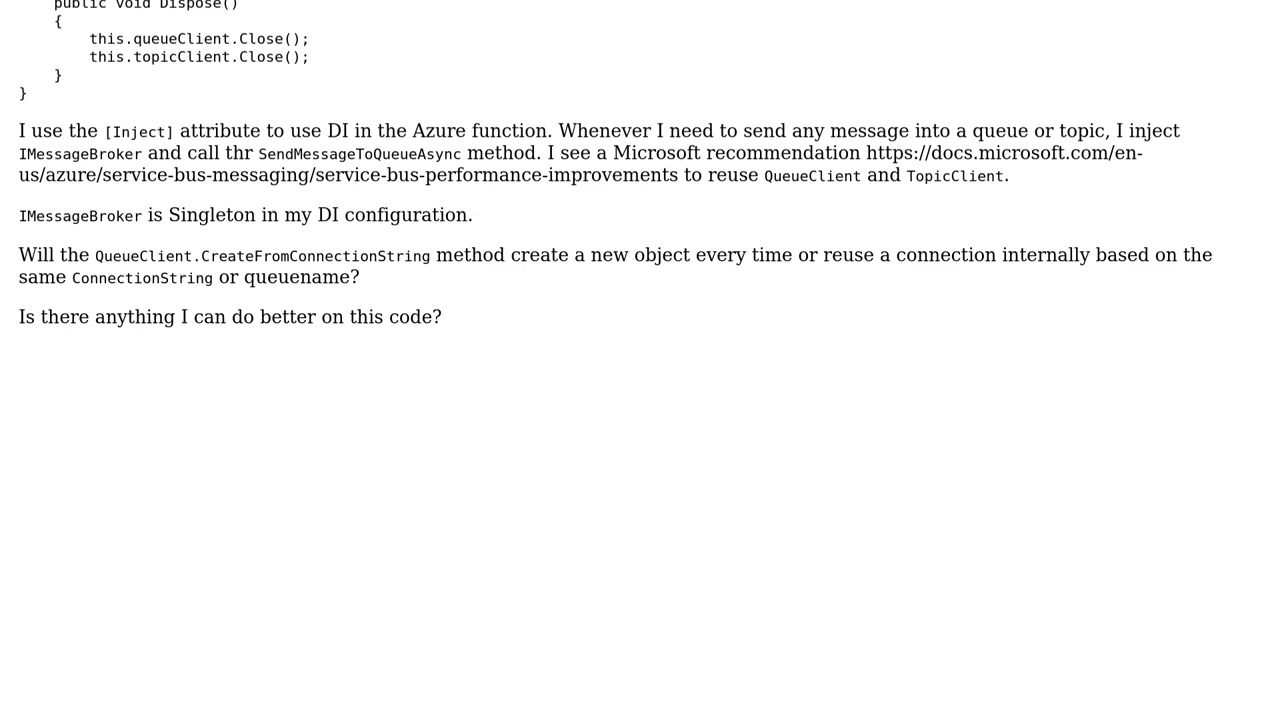 public void Dispose()
{
this.queueClient.Close();
this.topicClient.Close();
}
}
I use the [Inject] attribute to use DI in the Azure function. Whenever I need to send any message into a queue or topic, I inject
IMessageBroker and call thr SendMessageToQueueAsync method. I see a Microsoft recommendation https://docs.microsoft.com/en-
us/azure/service-bus-messaging/service-bus-performance-improvements to reuse QueueClient and TopicClient.
IMessageBroker is Singleton in my DI configuration.
Will the QueueClient.CreateFromConnectionString method create a new object every time or reuse a connection internally based on the
same ConnectionString or queuename?
Is there anything I can do better on this code?